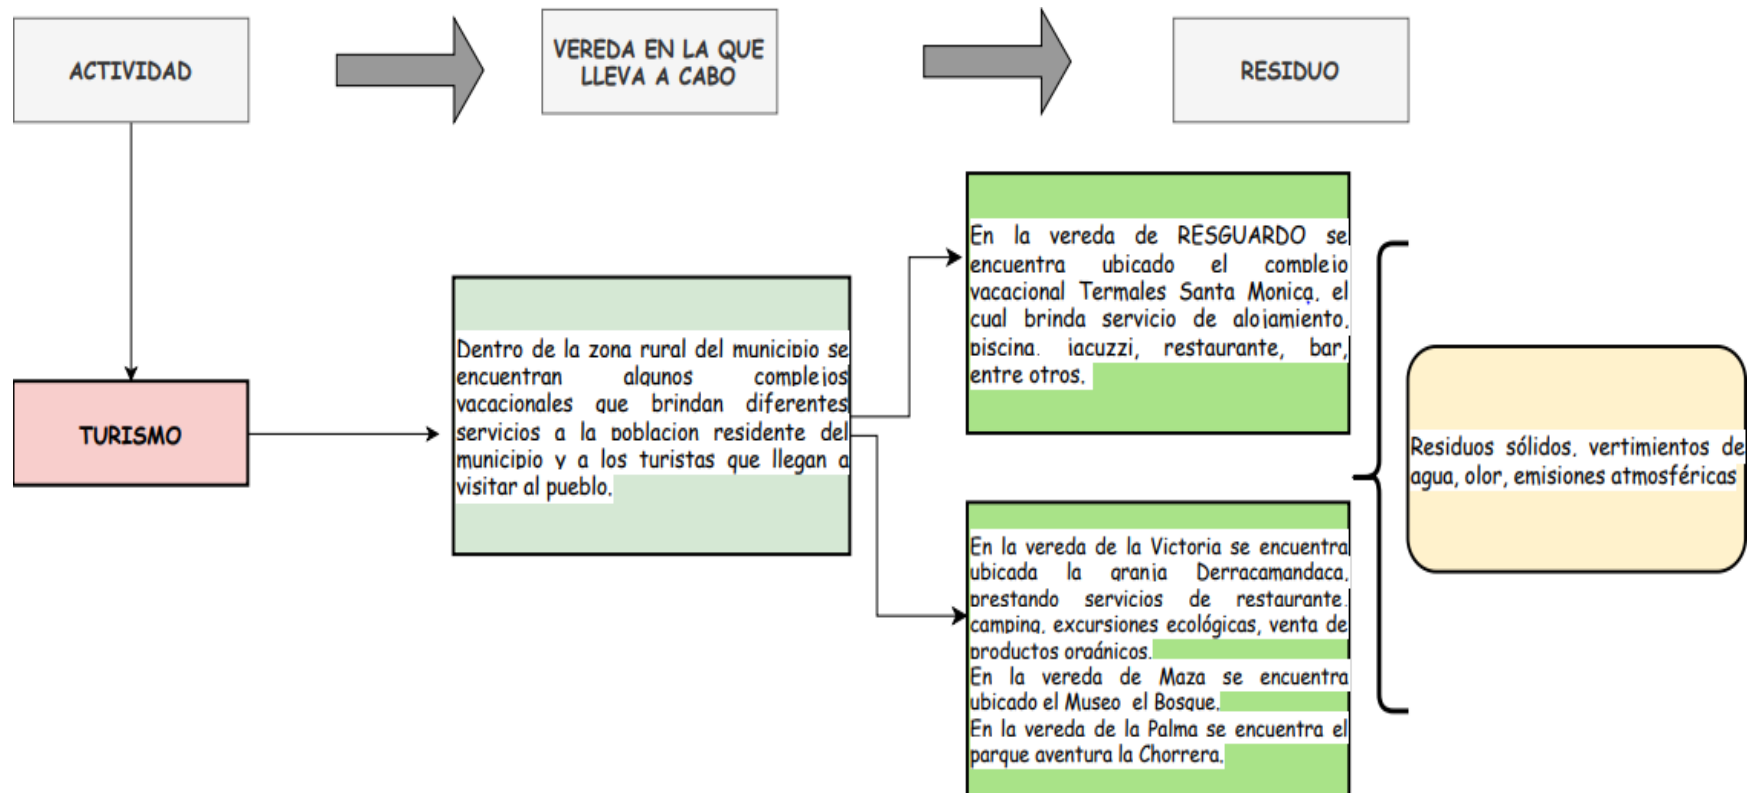 ACTIVIDAD
VEREDA EN LA QUE
LLEVA A CABO
RESIDUO
TURISMO
Dentro de la zona rural del municipio se
encuentran algunos complejos
vacacionales que brindan diferentes
servicios a la poblacion residente del
municipio y a los turistas que llegan a
visitar al pueblo.
En la vereda de RESGUARDO se
encuentra ubicado el complejo
vacacional Termales Santa Monica, el
cual brinda servicio de alojamiento,
piscina, jacuzzi, restaurante, bar,
entre otros.
En la vereda de la Victoria se encuentra
ubicada la granja Derracamandaca,
prestando servicios de restaurante,
camping, excursiones ecológicas, venta de
productos orgánicos.
En la vereda de Maza se encuentra
ubicado el Museo el Bosque.
En la vereda de la Palma se encuentra el
parque aventura la Chorrera.
Residuos sólidos, vertimientos de
agua, olor, emisiones atmosféricas